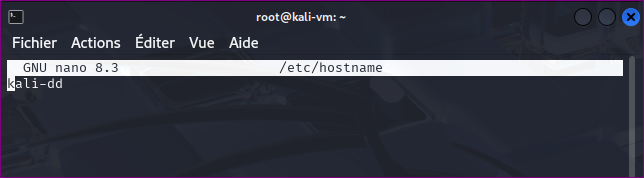 root@kali-vm: ~
Fichier Actions Éditer Vue Aide
GNU nano 8.3 /etc/hostname
kali-dd